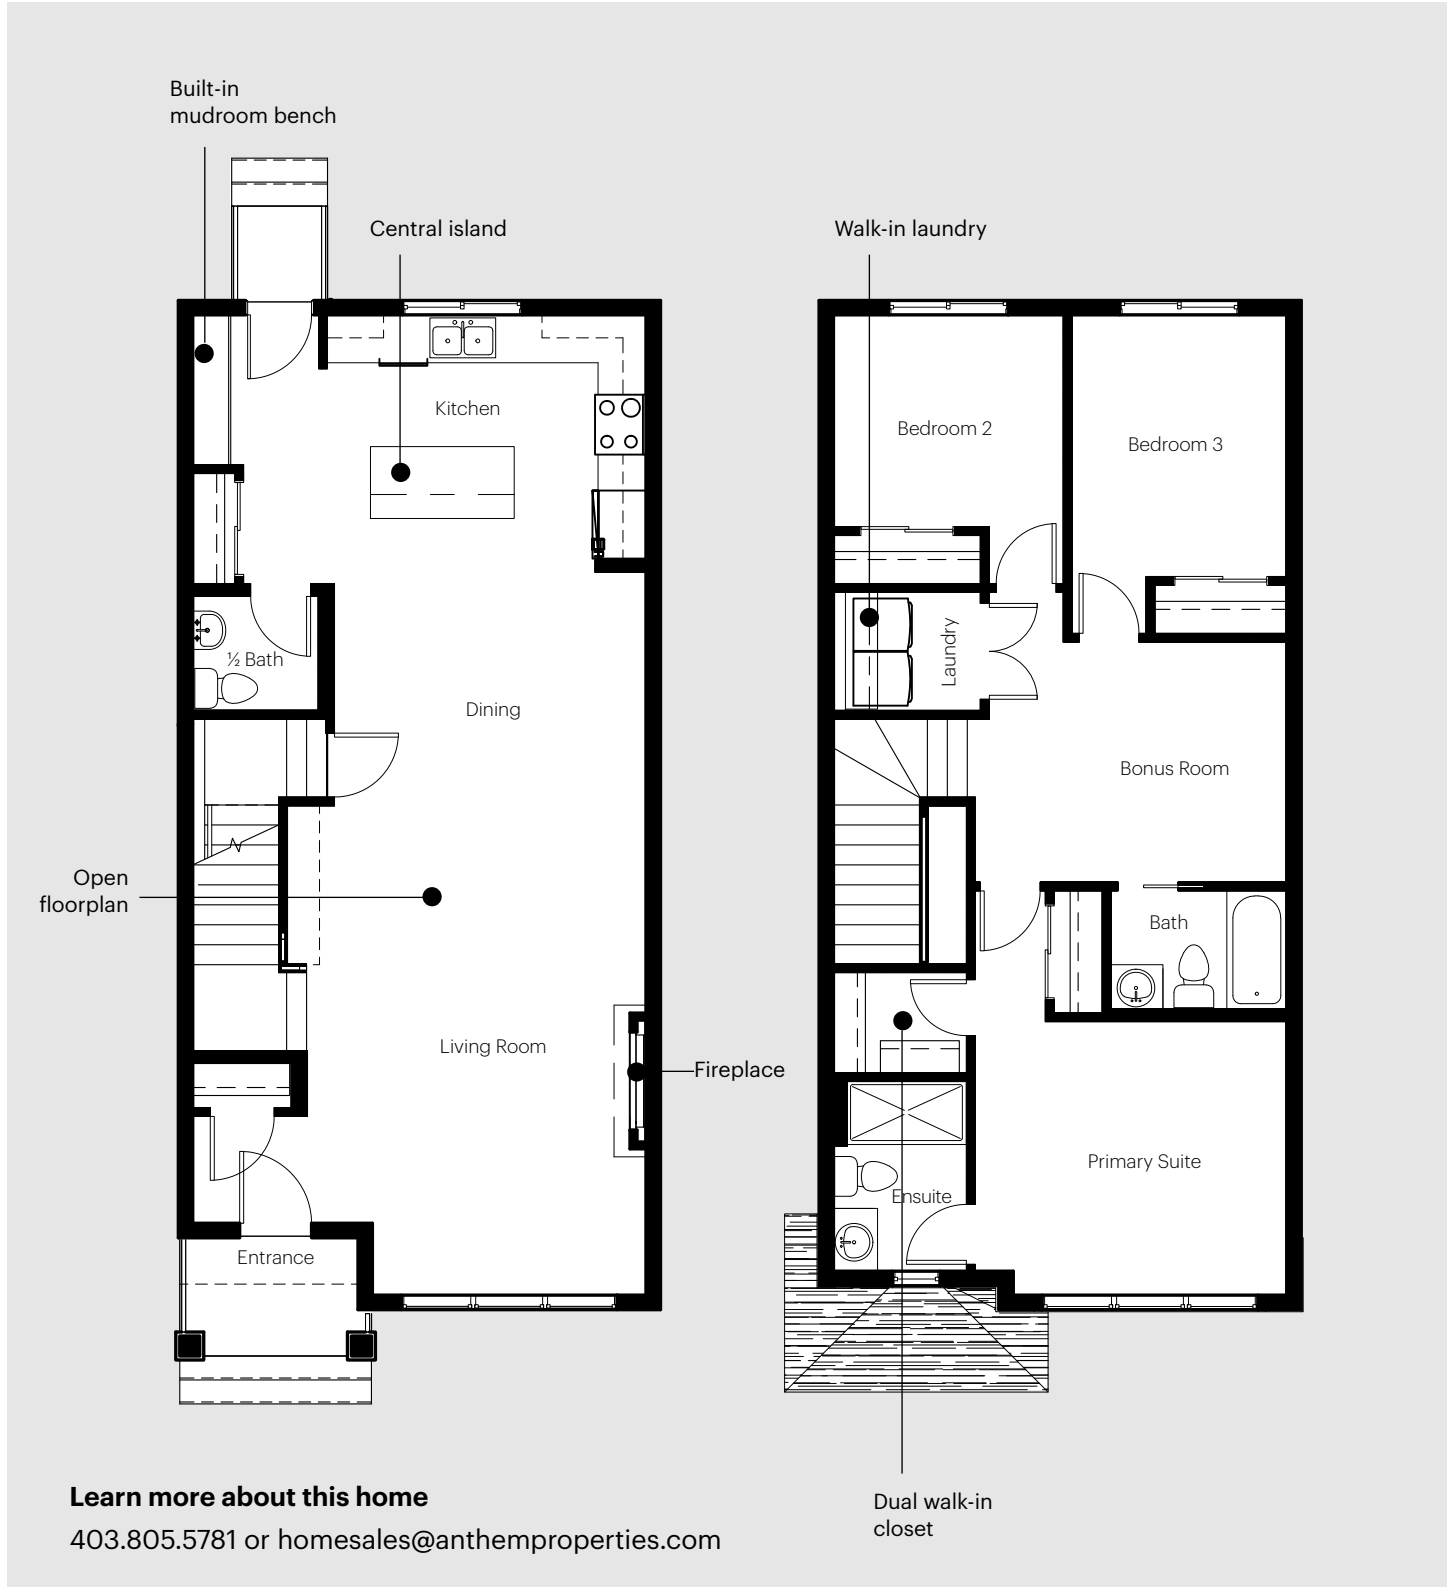 Built-in
mudroom bench
Central island
Walk-in laundry
Kitchen
Bedroom 2
Bedroom 3
Laundry
½ Bath
Dining
Bonus Room
Open
floorplan
Bath
Living Room
Fireplace
Primary Suite
Ensuite
Entrance
Dual walk-in
closet
Learn more about this home
403.805.5781 or homesales@anthemproperties.com